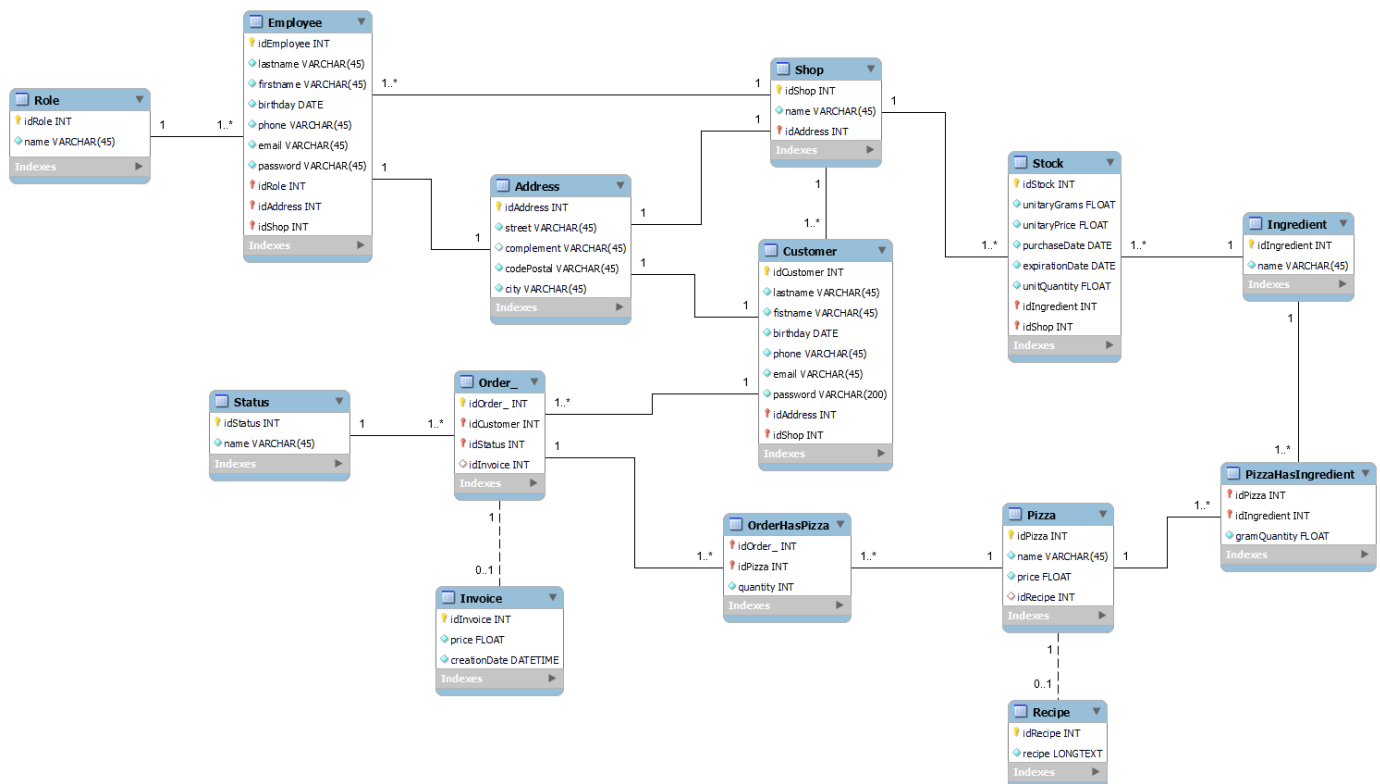 Role
idRole INT
name VARCHAR(45)
Indexes
1
1..*
Employee
idEmployee INT
lastname VARCHAR(45)
firstname VARCHAR(45)
birthday DATE
phone VARCHAR(45)
email VARCHAR(45)
password VARCHAR(45)
idRole INT
idAddress INT
idShop INT
Indexes
1..*
1
1
1
Address
idAddress INT
street VARCHAR(45)
complement VARCHAR(45)
codePostal VARCHAR(45)
city VARCHAR(45)
Indexes
1
1
1
1
Shop
idShop INT
name VARCHAR(45)
idAddress INT
Indexes
1
1..*
1
1..*
Customer
idCustomer INT
lastname VARCHAR(45)
fistname VARCHAR(45)
birthday DATE
phone VARCHAR(45)
email VARCHAR(45)
password VARCHAR(200)
idAddress INT
idShop INT
Indexes
Stock
idStock INT
unitaryGrams FLOAT
unitaryPrice FLOAT
purchaseDate DATE
expirationDate DATE
unitQuantity FLOAT
idIngredient INT
idShop INT
Indexes
1..*
1
Ingredient
idIngredient INT
name VARCHAR(45)
Indexes
1
1..*
Status
idStatus INT
name VARCHAR(45)
Indexes
1
1..*
Order_
idOrder_ INT
idCustomer INT
idStatus INT
idInvoice INT
Indexes
1..*
1
1
1..*
1
0..1
Invoice
idInvoice INT
price FLOAT
creationDate DATETIME
Indexes
OrderHasPizza
idOrder_ INT
idPizza INT
quantity INT
Indexes
1..*
1
Pizza
idPizza INT
name VARCHAR(45)
price FLOAT
idRecipe INT
Indexes
1
1..*
PizzaHasIngredient
idPizza INT
idIngredient INT
gramQuantity FLOAT
Indexes
1
0..1
Recipe
idRecipe INT
recipe LONGTEXT
Indexes